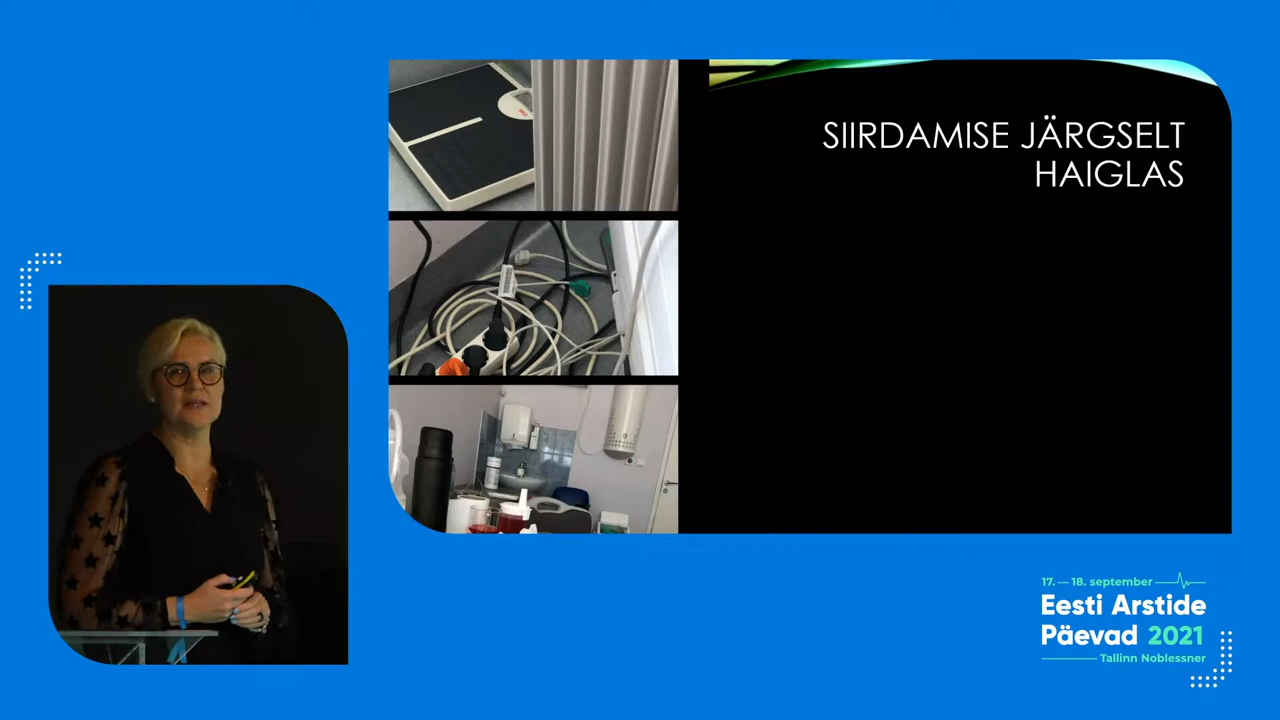 SIIRDAMISE JÄRGSELT
HAIGLAS
17. — 18. september
Eesti Arstide
Päevad 2021
Tallinn Noblessner